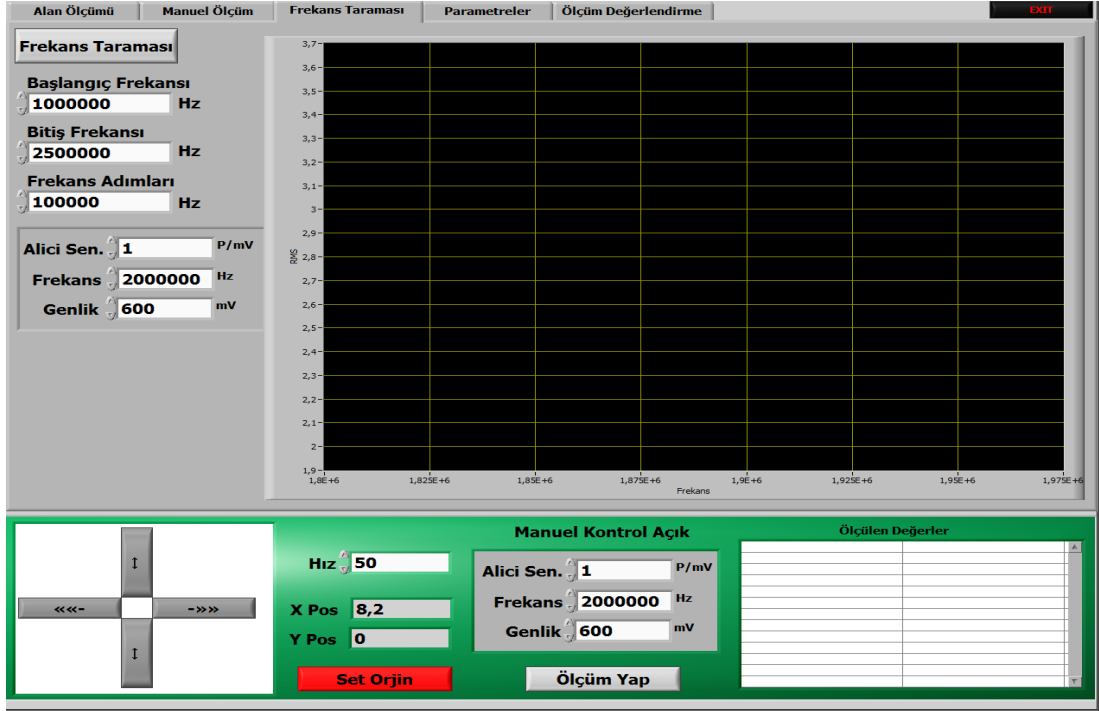 Alan Ölçümü Manuel Ölçüm Frekans Taraması Parametreler Ölçüm Değerlendirme EXIT
Frekans Taraması
Başlangıç Frekansı
1000000 Hz
Bitiş Frekansı
2500000 Hz
Frekans Adımları
100000 Hz
Alici Sen. 1 P/mV
Frekans 2000000 Hz
Genlik 600 mV
3,7
3,6
3,5
3,4
3,3
3,2
3,1
3
2,9
2,8
2,7
2,6
2,5
2,4
2,3
2,2
2,1
2
1,9
RMS
1,8E+6 1,825E+6 1,85E+6 1,875E+6 1,9E+6 1,925E+6 1,95E+6 1,975E+6
Frekans
««- -»»
Hız 50
X Pos 8,2
Y Pos 0
Set Orjin
Manuel Kontrol Açık
Alici Sen. 1 P/mV
Frekans 2000000 Hz
Genlik 600 mV
Ölçüm Yap
Ölçülen Değerler